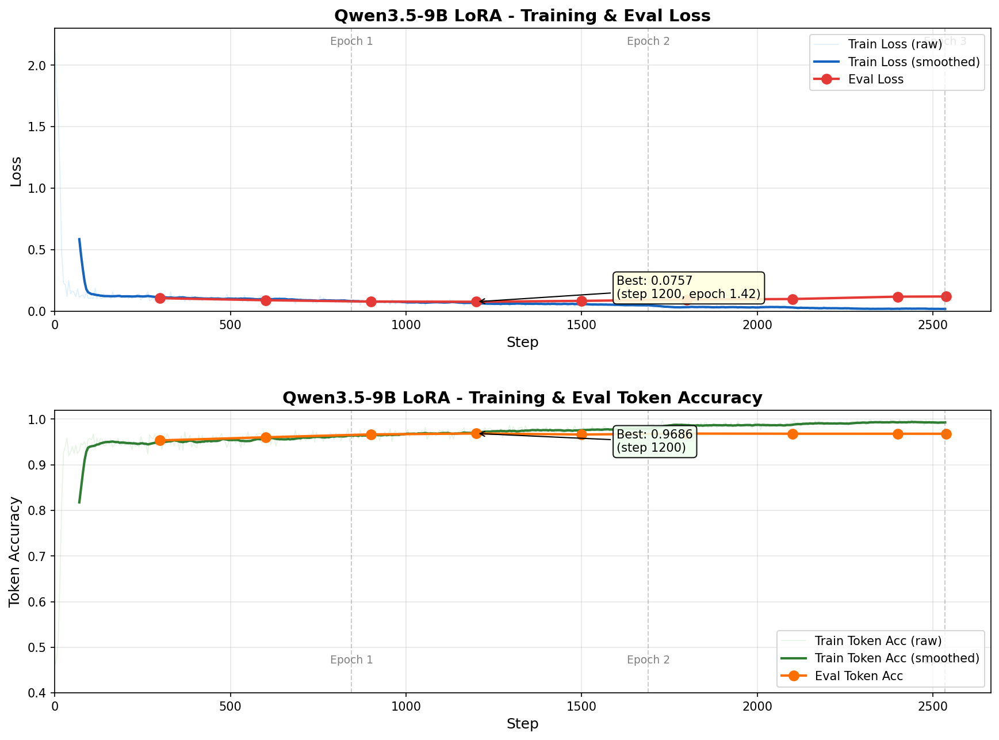 Qwen3.5-9B LoRA - Training & Eval Loss
Epoch 1
Epoch 2
Epoch 3
Train Loss (raw)
Train Loss (smoothed)
Eval Loss
2.0
1.5
1.0
0.5
0.0
Loss
Best: 0.0757
(step 1200, epoch 1.42)
0
500
1000
1500
2000
2500
Step
Qwen3.5-9B LoRA - Training & Eval Token Accuracy
1.0
0.9
0.8
0.7
0.6
0.5
0.4
Token Accuracy
Best: 0.9686
(step 1200)
Epoch 1
Epoch 2
Train Token Acc (raw)
Train Token Acc (smoothed)
Eval Token Acc
0
500
1000
1500
2000
2500
Step